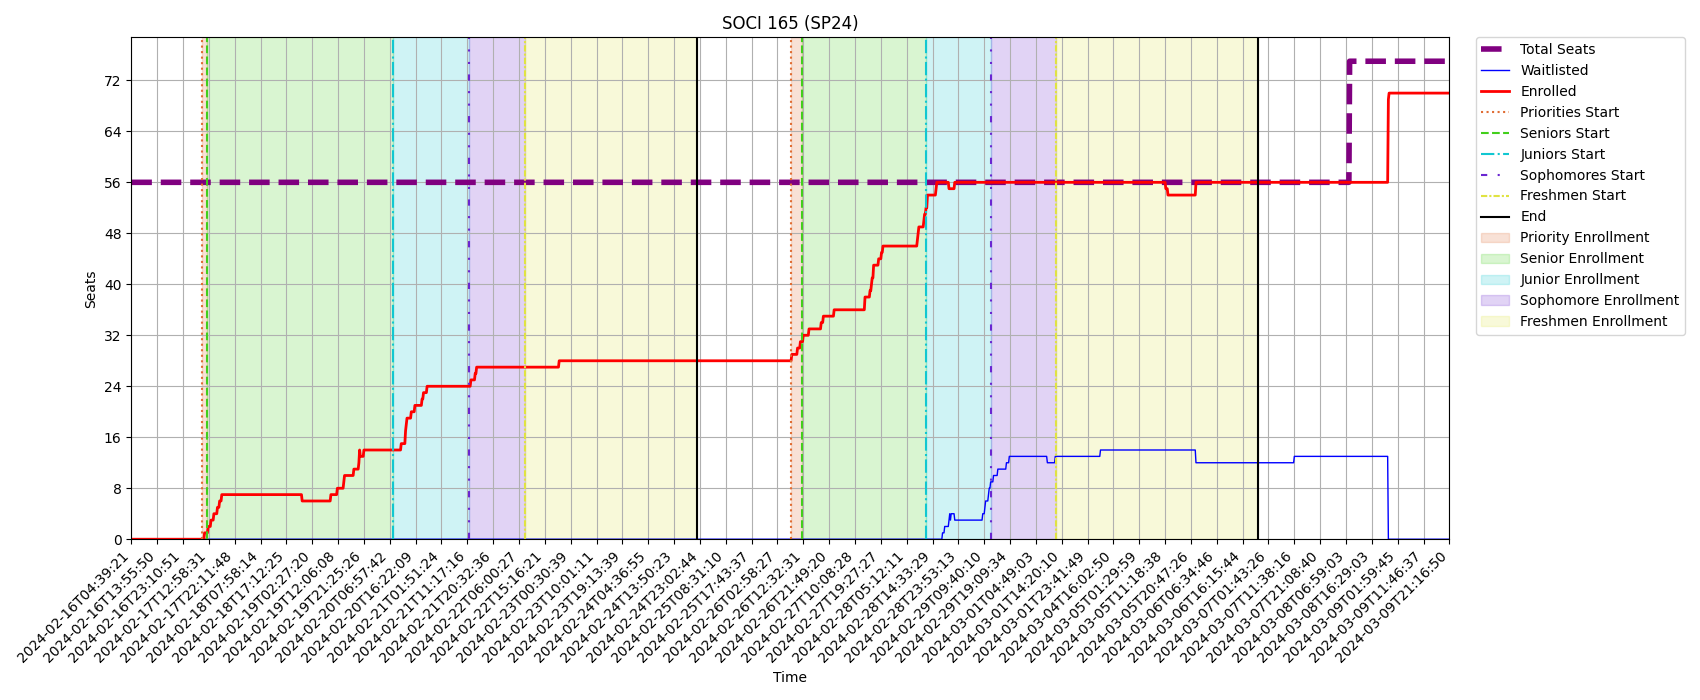 SOCI 165 (SP24)
Seats
72
64
56
48
40
32
24
16
8
0
2024-02-16T04:39:21
2024-02-16T13:55:50
2024-02-16T23:10:51
2024-02-17T12:58:31
2024-02-17T22:11:48
2024-02-18T07:58:14
2024-02-18T17:12:25
2024-02-19T02:27:20
2024-02-19T12:06:08
2024-02-19T21:25:26
2024-02-20T06:57:42
2024-02-20T16:22:09
2024-02-21T01:51:24
2024-02-21T11:17:16
2024-02-21T20:32:36
2024-02-22T06:00:27
2024-02-22T15:16:21
2024-02-23T00:30:39
2024-02-23T10:01:11
2024-02-23T19:13:39
2024-02-24T04:36:55
2024-02-24T13:50:23
2024-02-24T23:02:44
2024-02-25T08:31:10
2024-02-25T17:43:37
2024-02-26T02:58:27
2024-02-26T12:32:31
2024-02-26T21:49:20
2024-02-27T10:08:28
2024-02-27T19:27:27
2024-02-28T05:12:11
2024-02-28T14:33:29
2024-02-28T23:53:13
2024-02-29T09:40:10
2024-02-29T19:09:34
2024-03-01T04:49:03
2024-03-01T14:20:10
2024-03-01T23:41:49
2024-03-04T16:02:50
2024-03-05T01:29:59
2024-03-05T11:18:38
2024-03-05T20:47:26
2024-03-06T06:34:46
2024-03-06T16:15:44
2024-03-07T01:43:26
2024-03-07T11:38:16
2024-03-07T21:08:40
2024-03-08T06:59:03
2024-03-08T16:29:03
2024-03-09T01:59:45
2024-03-09T11:46:37
2024-03-09T21:16:50
Time
Total Seats
Waitlisted
Enrolled
Priorities Start
Seniors Start
Juniors Start
Sophomores Start
Freshmen Start
End
Priority Enrollment
Senior Enrollment
Junior Enrollment
Sophomore Enrollment
Freshmen Enrollment